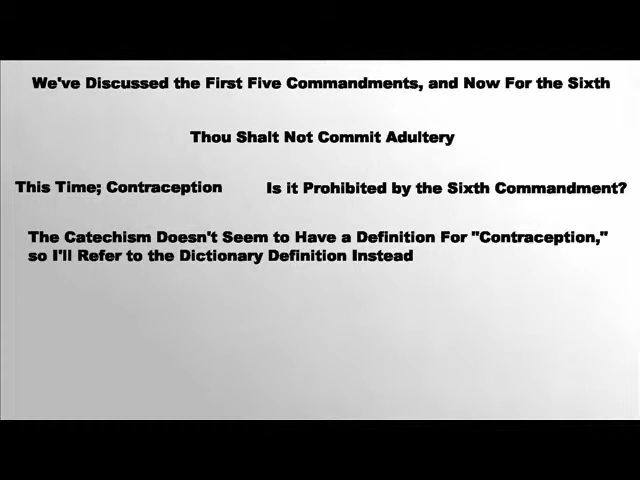 We've Discussed the First Five Commandments, and Now For the Sixth
Thou Shalt Not Commit Adultery
This Time; Contraception Is it Prohibited by the Sixth Commandment?
The Catechism Doesn't Seem to Have a Definition For "Contraception,"
so I'll Refer to the Dictionary Definition Instead